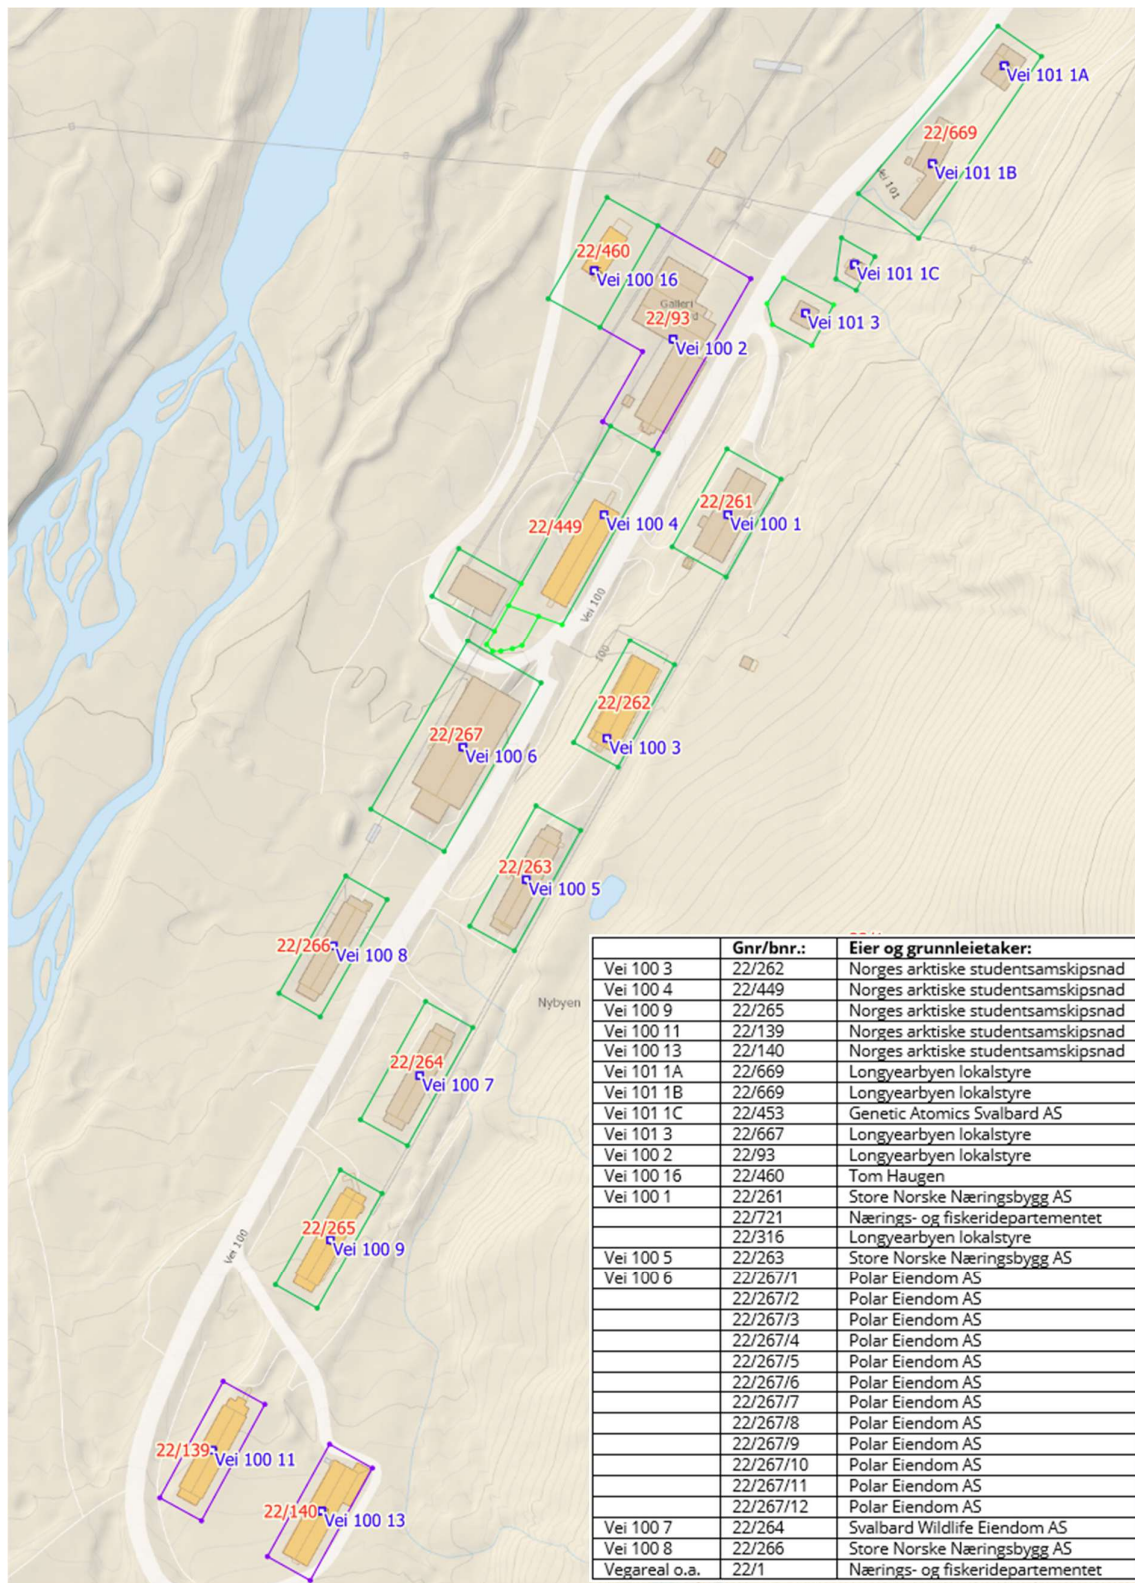 Vei 101 1A
22/669
Vei 101 1B
Vei 101
22/460
Vei 101 1C
Vei 100 16
Galleri
22/93
Vei 101 3
Vei 100 2
22/261
Vei 100 1
22/449
Vei 100 4
Vei 100
100
22/262
22/267
Vei 100 3
Vei 100 6
22/263
Vei 100 5
22/266
Vei 100 8
Nybyen
22/264
Vei 100 7
22/265
Vei 100 9
Vei 100
22/139
Vei 100 11
22/140
Vei 100 13
Gnr/bnr.: Eier og grunnleietaker:
Vei 100 3 22/262 Norges arktiske studentsamskipsnad
Vei 100 4 22/449 Norges arktiske studentsamskipsnad
Vei 100 9 22/265 Norges arktiske studentsamskipsnad
Vei 100 11 22/139 Norges arktiske studentsamskipsnad
Vei 100 13 22/140 Norges arktiske studentsamskipsnad
Vei 101 1A 22/669 Longyearbyen lokalstyre
Vei 101 1B 22/669 Longyearbyen lokalstyre
Vei 101 1C 22/453 Genetic Atomics Svalbard AS
Vei 101 3 22/667 Longyearbyen lokalstyre
Vei 100 2 22/93 Longyearbyen lokalstyre
Vei 100 16 22/460 Tom Haugen
Vei 100 1 22/261 Store Norske Næringsbygg AS
22/721 Nærings- og fiskeridepartementet
22/316 Longyearbyen lokalstyre
Vei 100 5 22/263 Store Norske Næringsbygg AS
Vei 100 6 22/267/1 Polar Eiendom AS
22/267/2 Polar Eiendom AS
22/267/3 Polar Eiendom AS
22/267/4 Polar Eiendom AS
22/267/5 Polar Eiendom AS
22/267/6 Polar Eiendom AS
22/267/7 Polar Eiendom AS
22/267/8 Polar Eiendom AS
22/267/9 Polar Eiendom AS
22/267/10 Polar Eiendom AS
22/267/11 Polar Eiendom AS
22/267/12 Polar Eiendom AS
Vei 100 7 22/264 Svalbard Wildlife Eiendom AS
Vei 100 8 22/266 Store Norske Næringsbygg AS
Vegareal o.a. 22/1 Nærings- og fiskeridepartementet